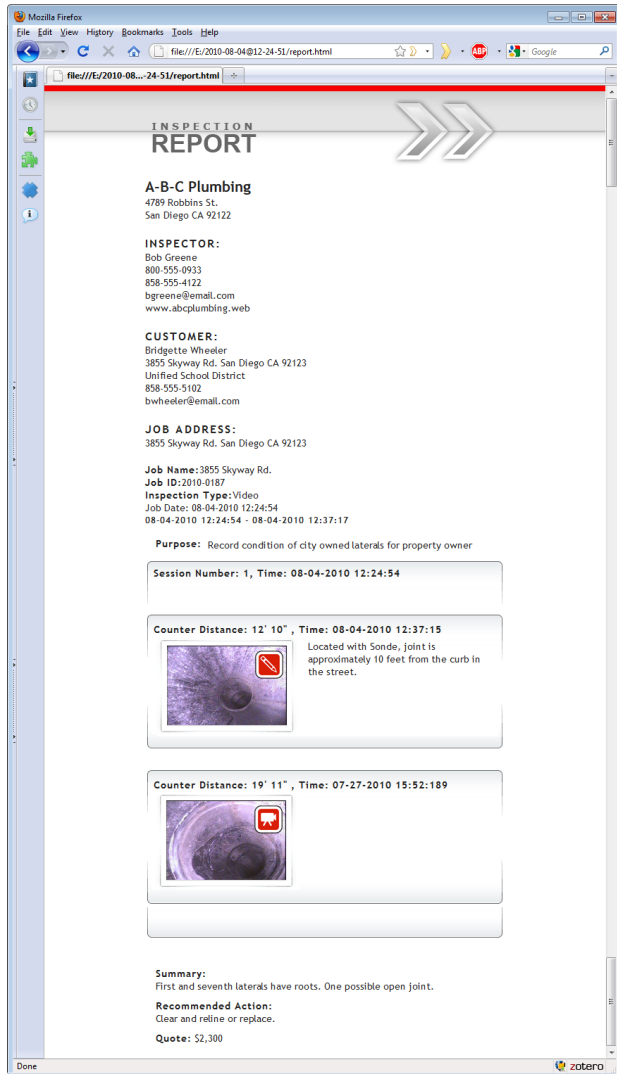 Mozilla Firefox
File Edit View History Bookmarks Tools Help
file:///E:/2010-08-04@12-24-51/report.html
ABP
Google
file:///E:/2010-08...-24-51/report.html
INSPECTION
REPORT
A-B-C Plumbing
4789 Robbins St.
San Diego CA 92122
INSPECTOR:
Bob Greene
800-555-0933
858-555-4122
bgreene@email.com
www.abcplumbing.web
CUSTOMER:
Bridgette Wheeler
3855 Skyway Rd. San Diego CA 92123
Unified School District
858-555-5102
bwheeler@email.com
JOB ADDRESS:
3855 Skyway Rd. San Diego CA 92123
Job Name:3855 Skyway Rd.
Job ID:2010-0187
Inspection Type:Video
Job Date: 08-04-2010 12:24:54
08-04-2010 12:24:54 - 08-04-2010 12:37:17
Purpose: Record condition of city owned laterals for property owner
Session Number: 1, Time: 08-04-2010 12:24:54
Counter Distance: 12' 10" , Time: 08-04-2010 12:37:15
Located with Sonde, joint is
approximately 10 feet from the curb in
the street.
Counter Distance: 19' 11" , Time: 07-27-2010 15:52:189
Summary:
First and seventh laterals have roots. One possible open joint.
Recommended Action:
Clear and reline or replace.
Quote: $2,300
Done
zotero